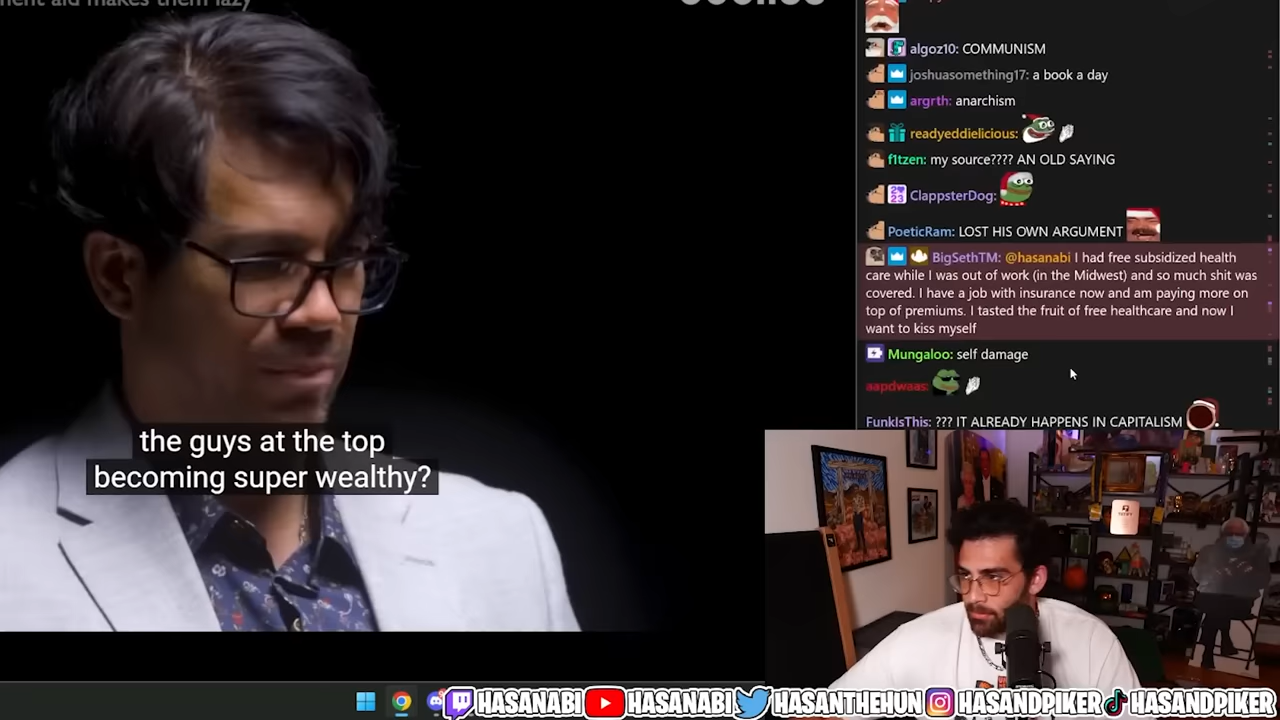 ment aid makes them lazy
algoz10: COMMUNISM
joshuasomething17: a book a day
argrth: anarchism
readyeddielicious:
f1tzen: my source???? AN OLD SAYING
ClappsterDog:
PoeticRam: LOST HIS OWN ARGUMENT
BigSethTM: @hasanabi I had free subsidized health
care while I was out of work (in the Midwest) and so much shit was
covered. I have a job with insurance now and am paying more on
top of premiums. I tasted the fruit of free healthcare and now I
want to kiss myself
Mungaloo: self damage
aapdwaas:
FunkIsThis: ??? IT ALREADY HAPPENS IN CAPITALISM
the guys at the top
becoming super wealthy?
HASANABI HASANABI HASANTHEHUN HASANDPIKER HASANDPIKER